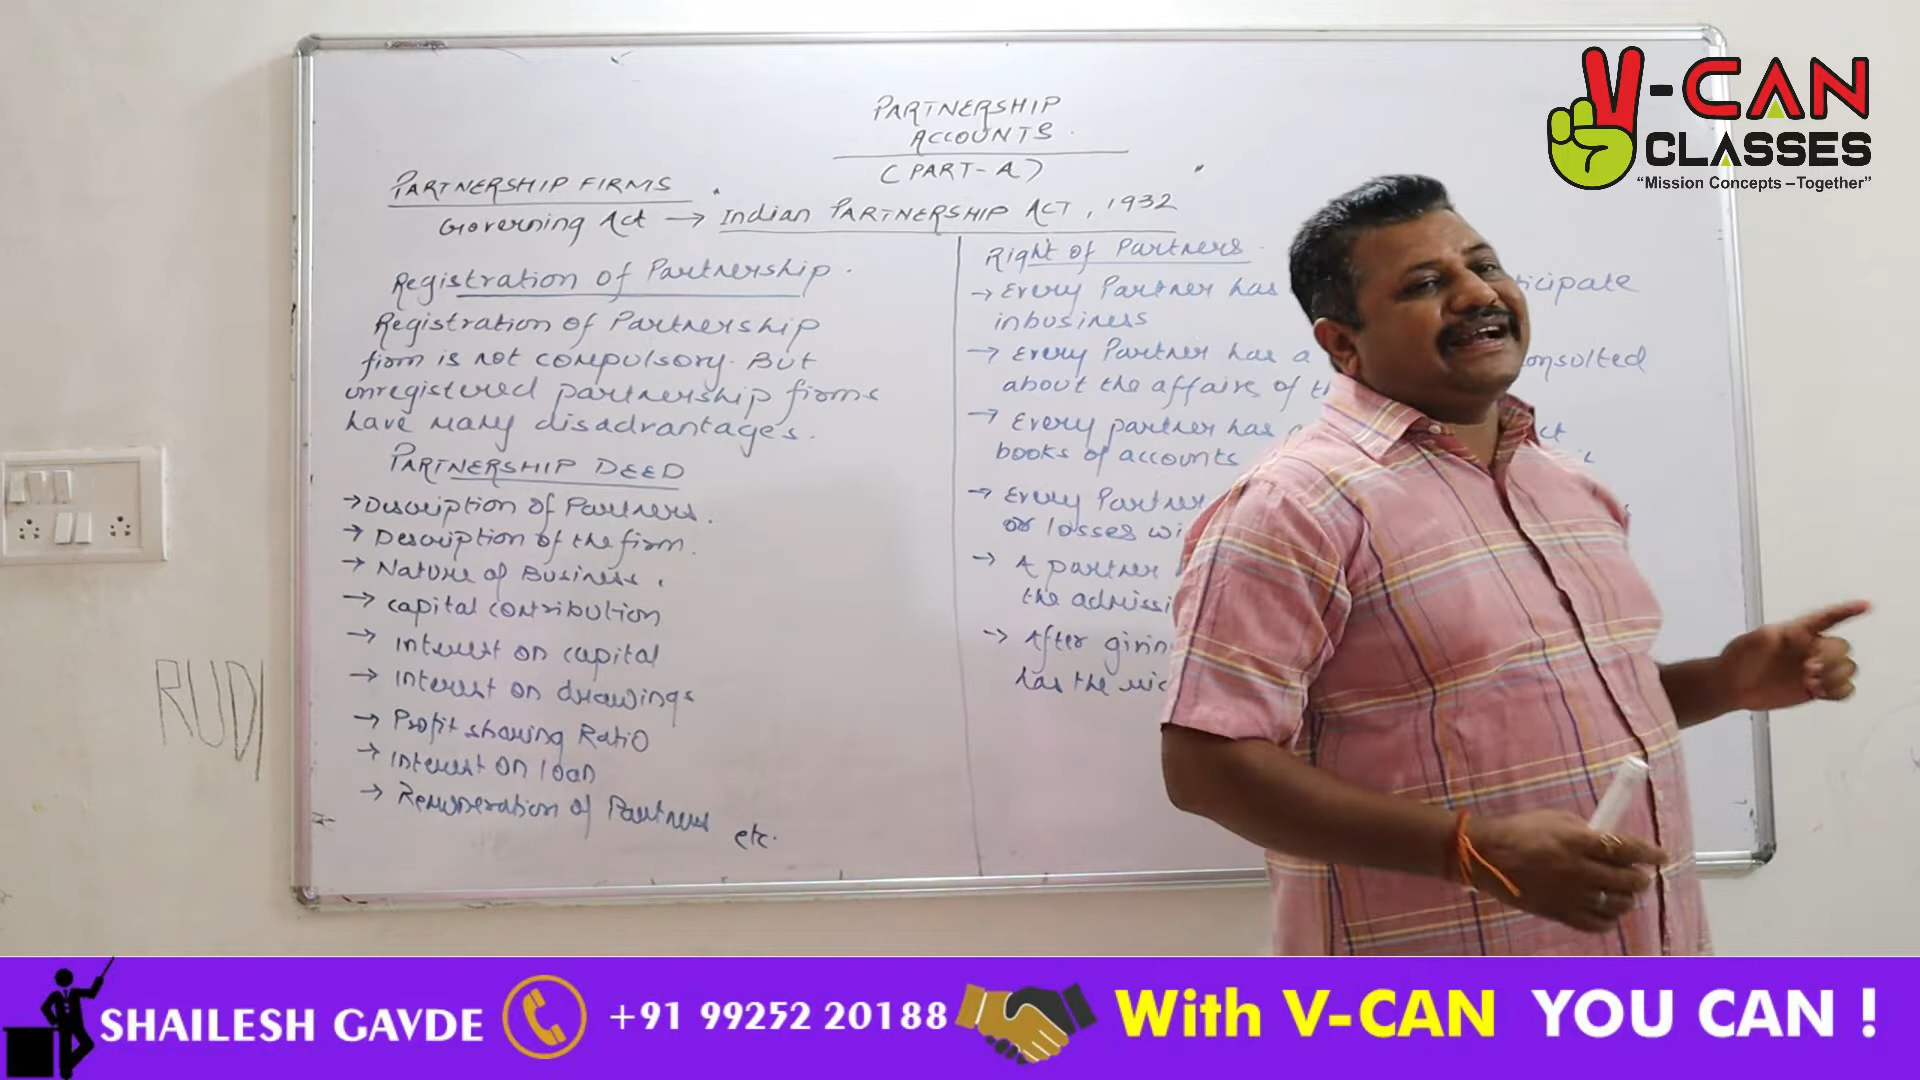 V-CAN
CLASSES
"Mission Concepts –Together"
PARTNERSHIP
ACCOUNTS
(PART-A)
PARTNERSHIP FIRMS
Governing Act → Indian PARTNERSHIP ACT, 1932
Registration of Partnership.
Registration of Partnership
firm is not compulsory. But
unregistered partnership firms
have many disadvantages.
PARTNERSHIP DEED
→ Description of Partners.
→ Description of the firm.
→ Nature of Business.
→ capital contribution
→ Interest on capital
→ Interest on drawings
→ Profit sharing Ratio
→ Interest on loan
→ Remuneration of Partners etc.
Right of Partners
→ Every Partner has
in business
→ Every Partner has a
about the affairs of
→ Every partner has
books of accounts
→ Every Partner
or losses
→ A partner
the
→ After
has the
RUDI
SHAILESH GAVDE
+91 99252 20188
With V-CAN YOU CAN !